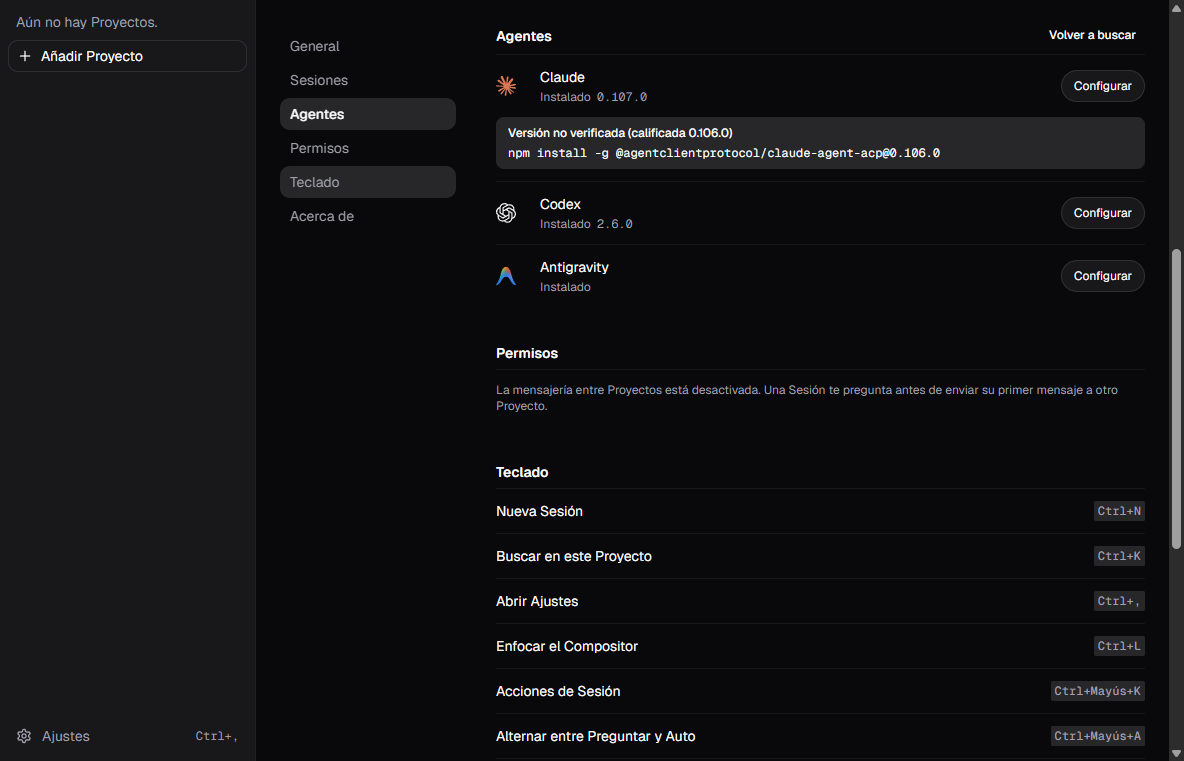 Aún no hay Proyectos.
+ Añadir Proyecto
Ajustes Ctrl+,
General
Sesiones
Agentes
Permisos
Teclado
Acerca de
Agentes Volver a buscar
Claude
Instalado 0.107.0
Configurar
Versión no verificada (calificada 0.106.0)
npm install -g @agentclientprotocol/claude-agent-acp@0.106.0
Codex
Instalado 2.6.0
Configurar
Antigravity
Instalado
Configurar
Permisos
La mensajería entre Proyectos está desactivada. Una Sesión te pregunta antes de enviar su primer mensaje a otro
Proyecto.
Teclado
Nueva Sesión Ctrl+N
Buscar en este Proyecto Ctrl+K
Abrir Ajustes Ctrl+,
Enfocar el Compositor Ctrl+L
Acciones de Sesión Ctrl+Mayús+K
Alternar entre Preguntar y Auto Ctrl+Mayús+A